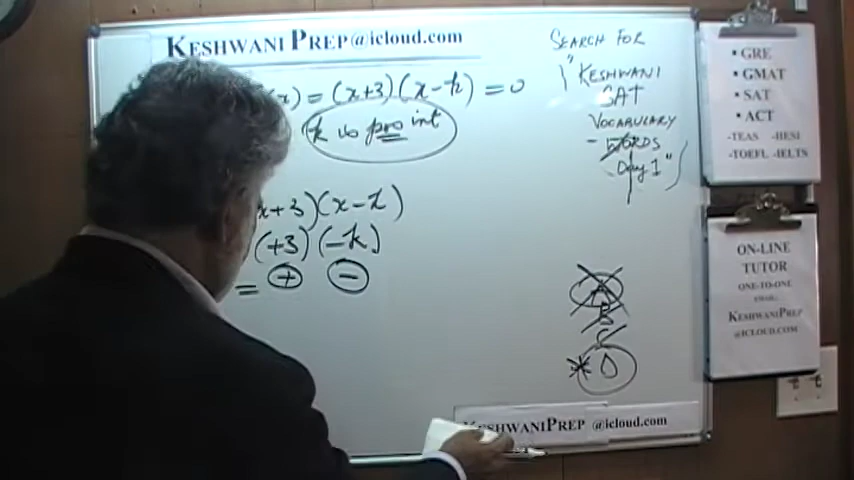 KESHWANI PREP@icloud.com
x) = (x+3)(x-k) = 0
k is pro int
x+3)(x-k)
(+3)(-k)
= + -
SEARCH FOR
"KESHWANI
SAT
VOCABULARY
- WORDS
Day 1"
A
B
C
* D
KESHWANIPREP @icloud.com
• GRE
• GMAT
• SAT
• ACT
-TEAS -HESI
-TOEFL -IELTS
ON-LINE
TUTOR
ONE-TO-ONE
KESHWANIPREP
@ICLOUD.COM